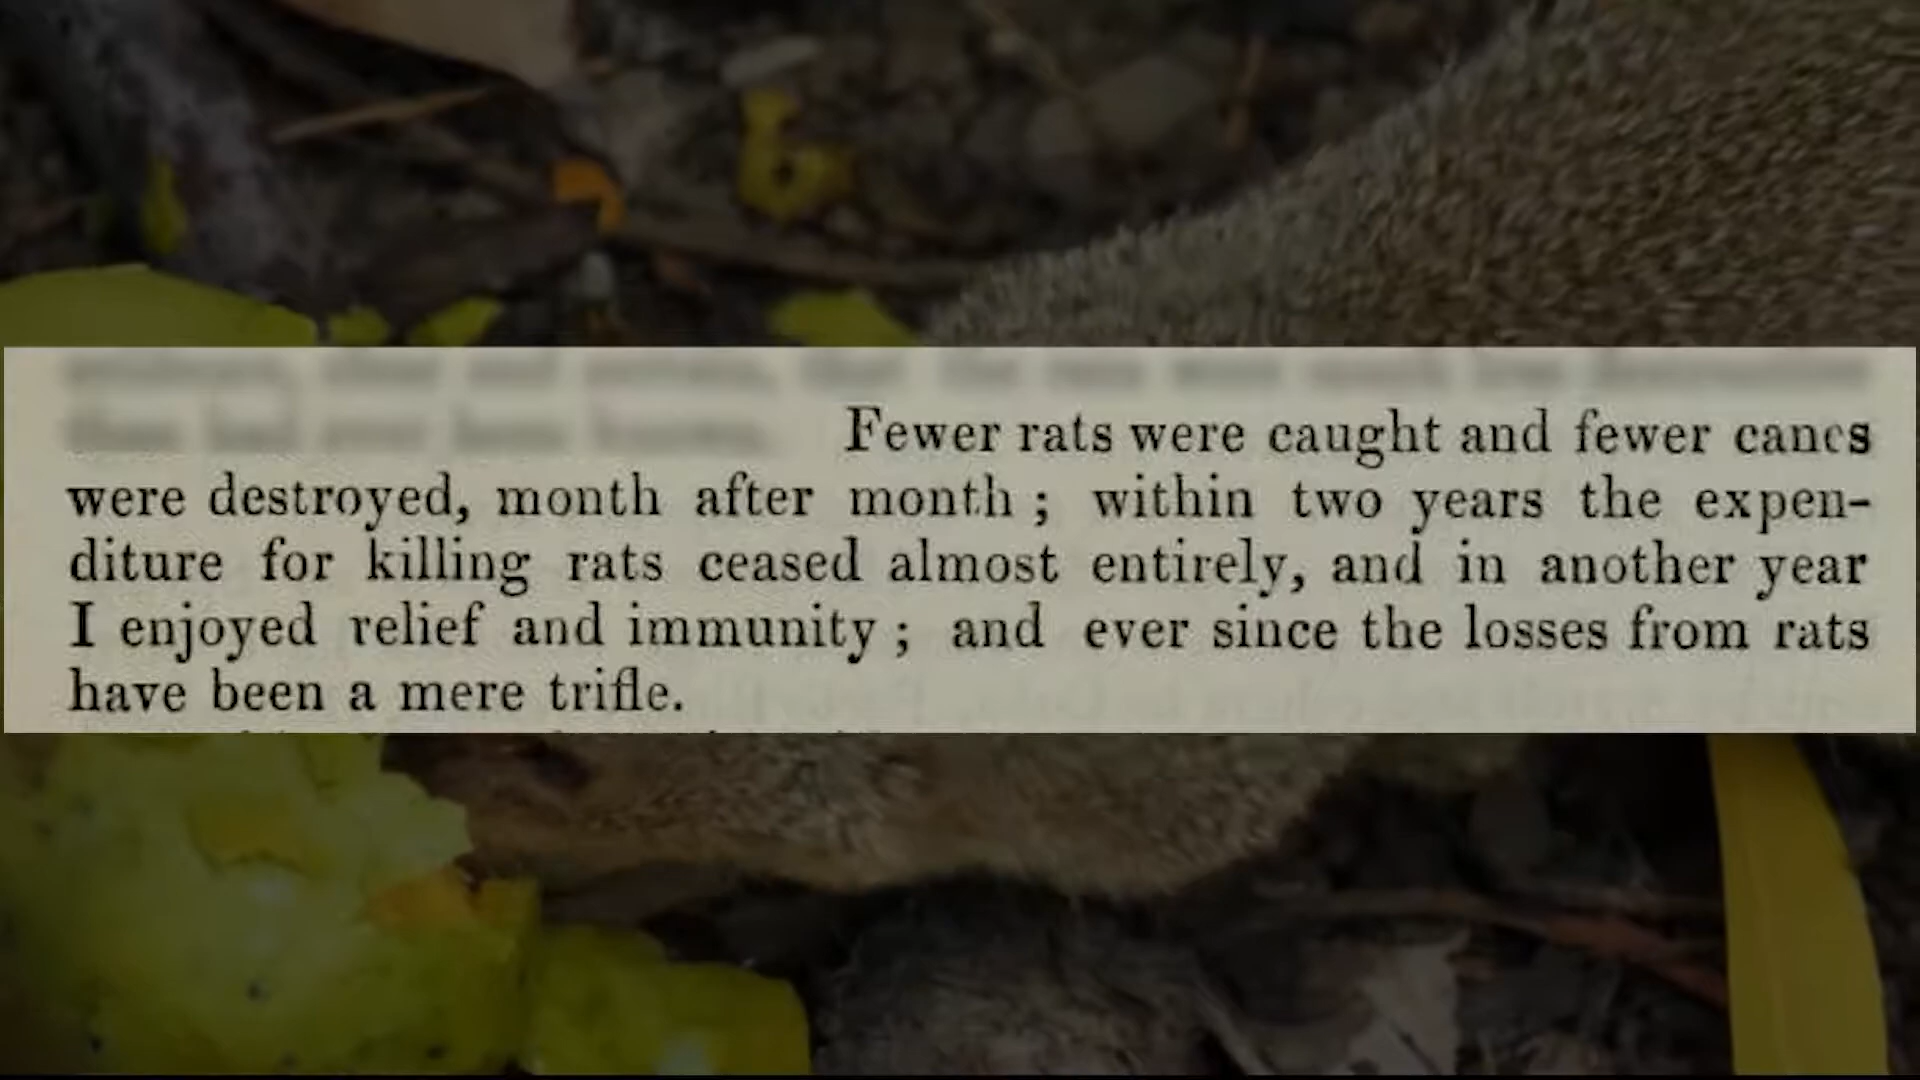 Fewer rats were caught and fewer canes
were destroyed, month after month ; within two years the expen-
diture for killing rats ceased almost entirely, and in another year
I enjoyed relief and immunity ; and ever since the losses from rats
have been a mere trifle.